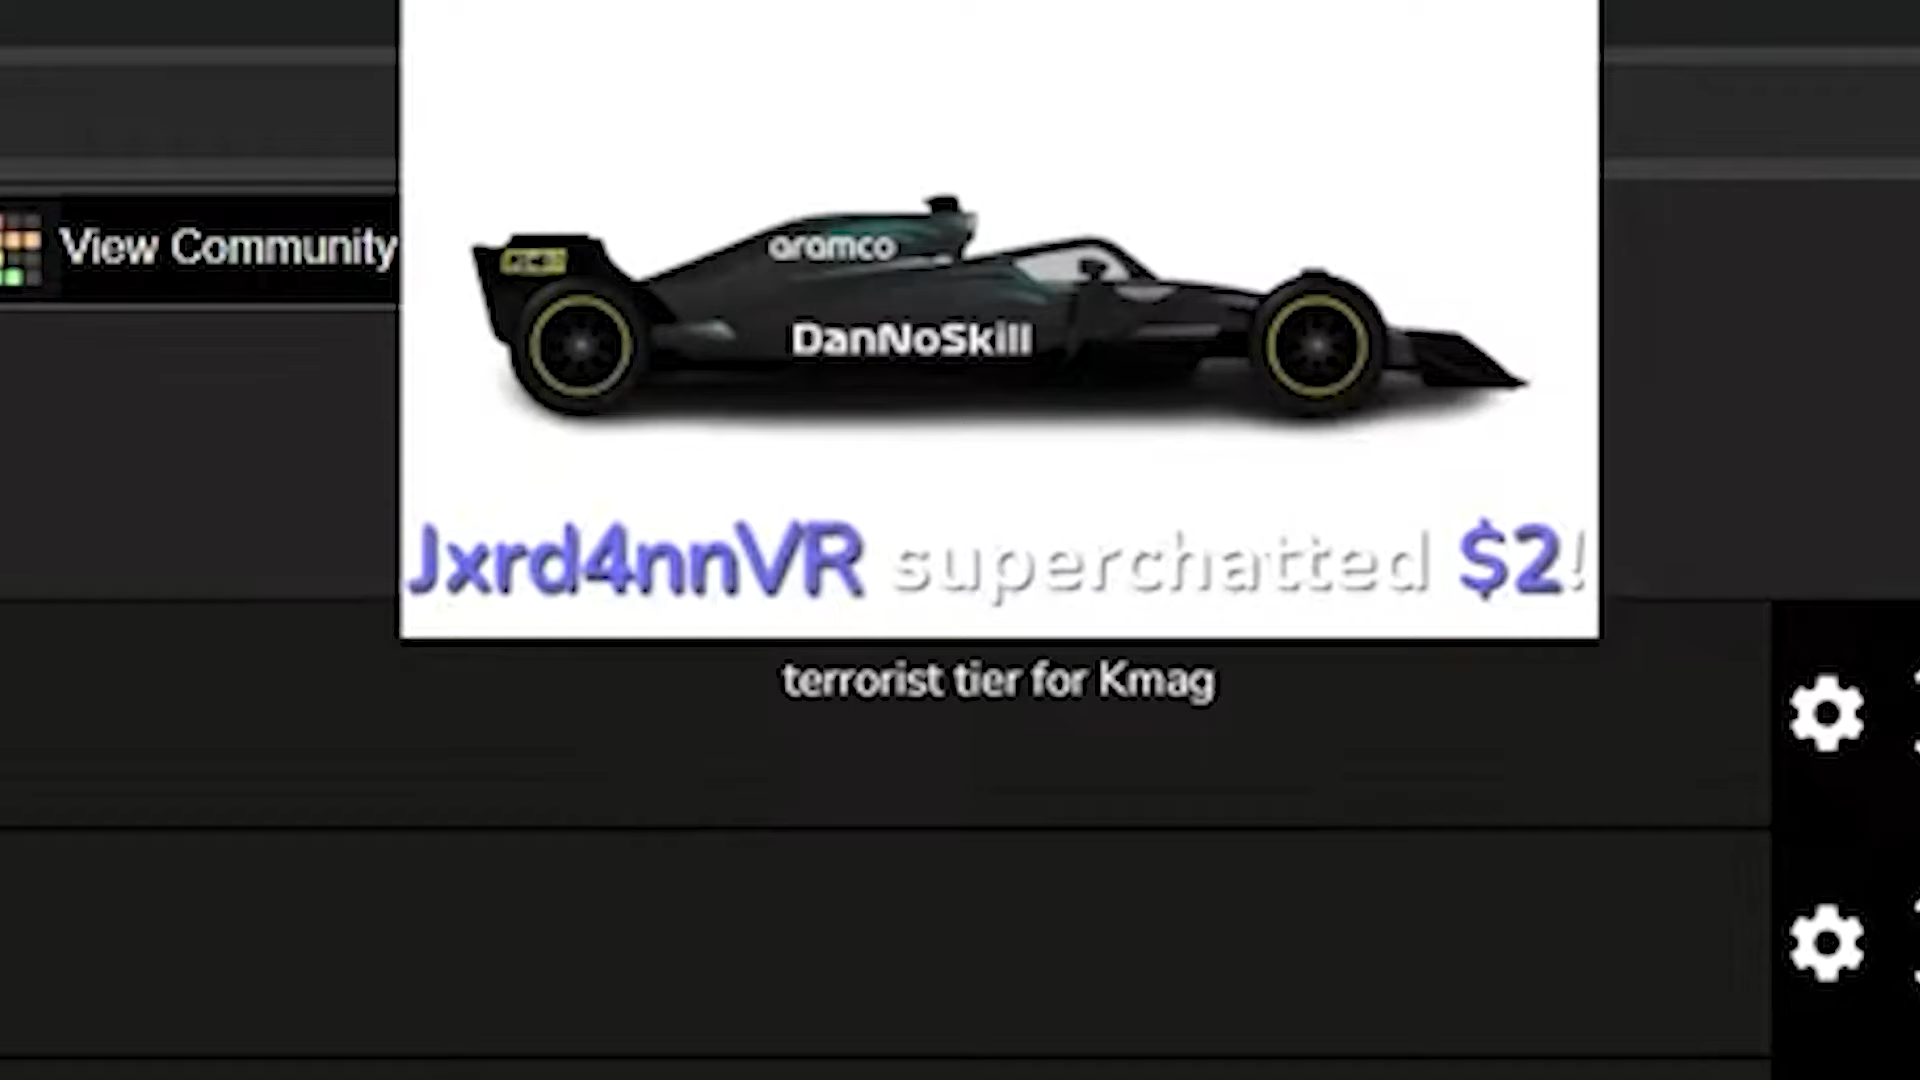 View Community
aramco
DanNoSkill
Jxrd4nnVR superchatted $2!
terrorist tier for Kmag